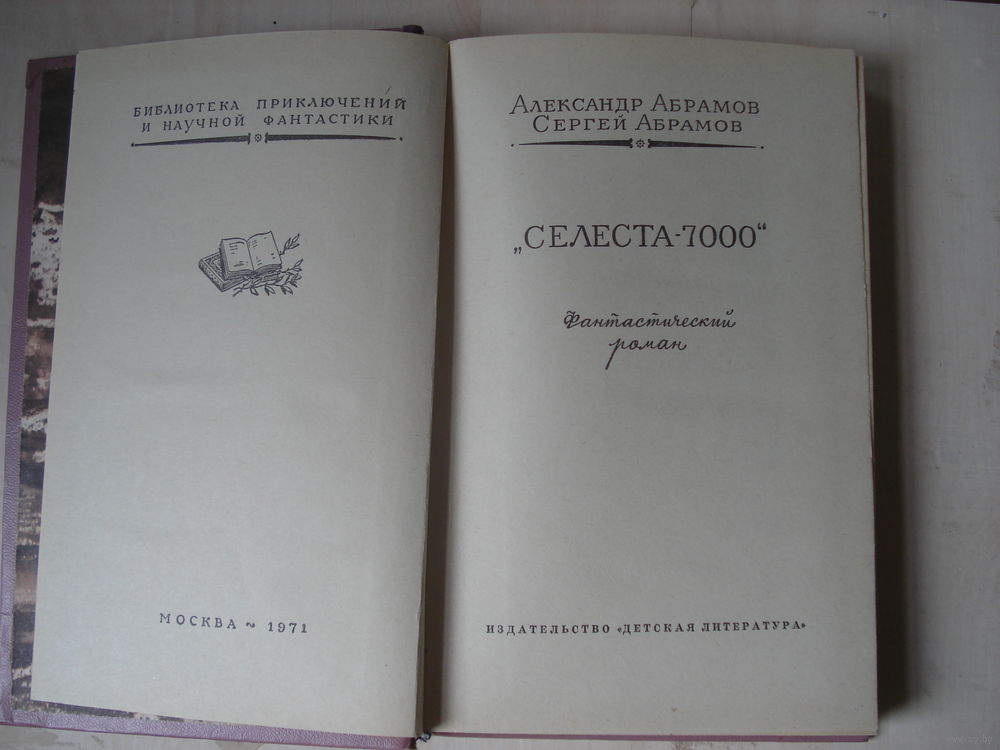 БИБЛИОТЕКА ПРИКЛЮЧЕНИЙ
И НАУЧНОЙ ФАНТАСТИКИ
МОСКВА ~ 1971
АЛЕКСАНДР АБРАМОВ
СЕРГЕЙ АБРАМОВ
„СЕЛЕСТА-7000“
Фантастический
роман
ИЗДАТЕЛЬСТВО «ДЕТСКАЯ ЛИТЕРАТУРА»